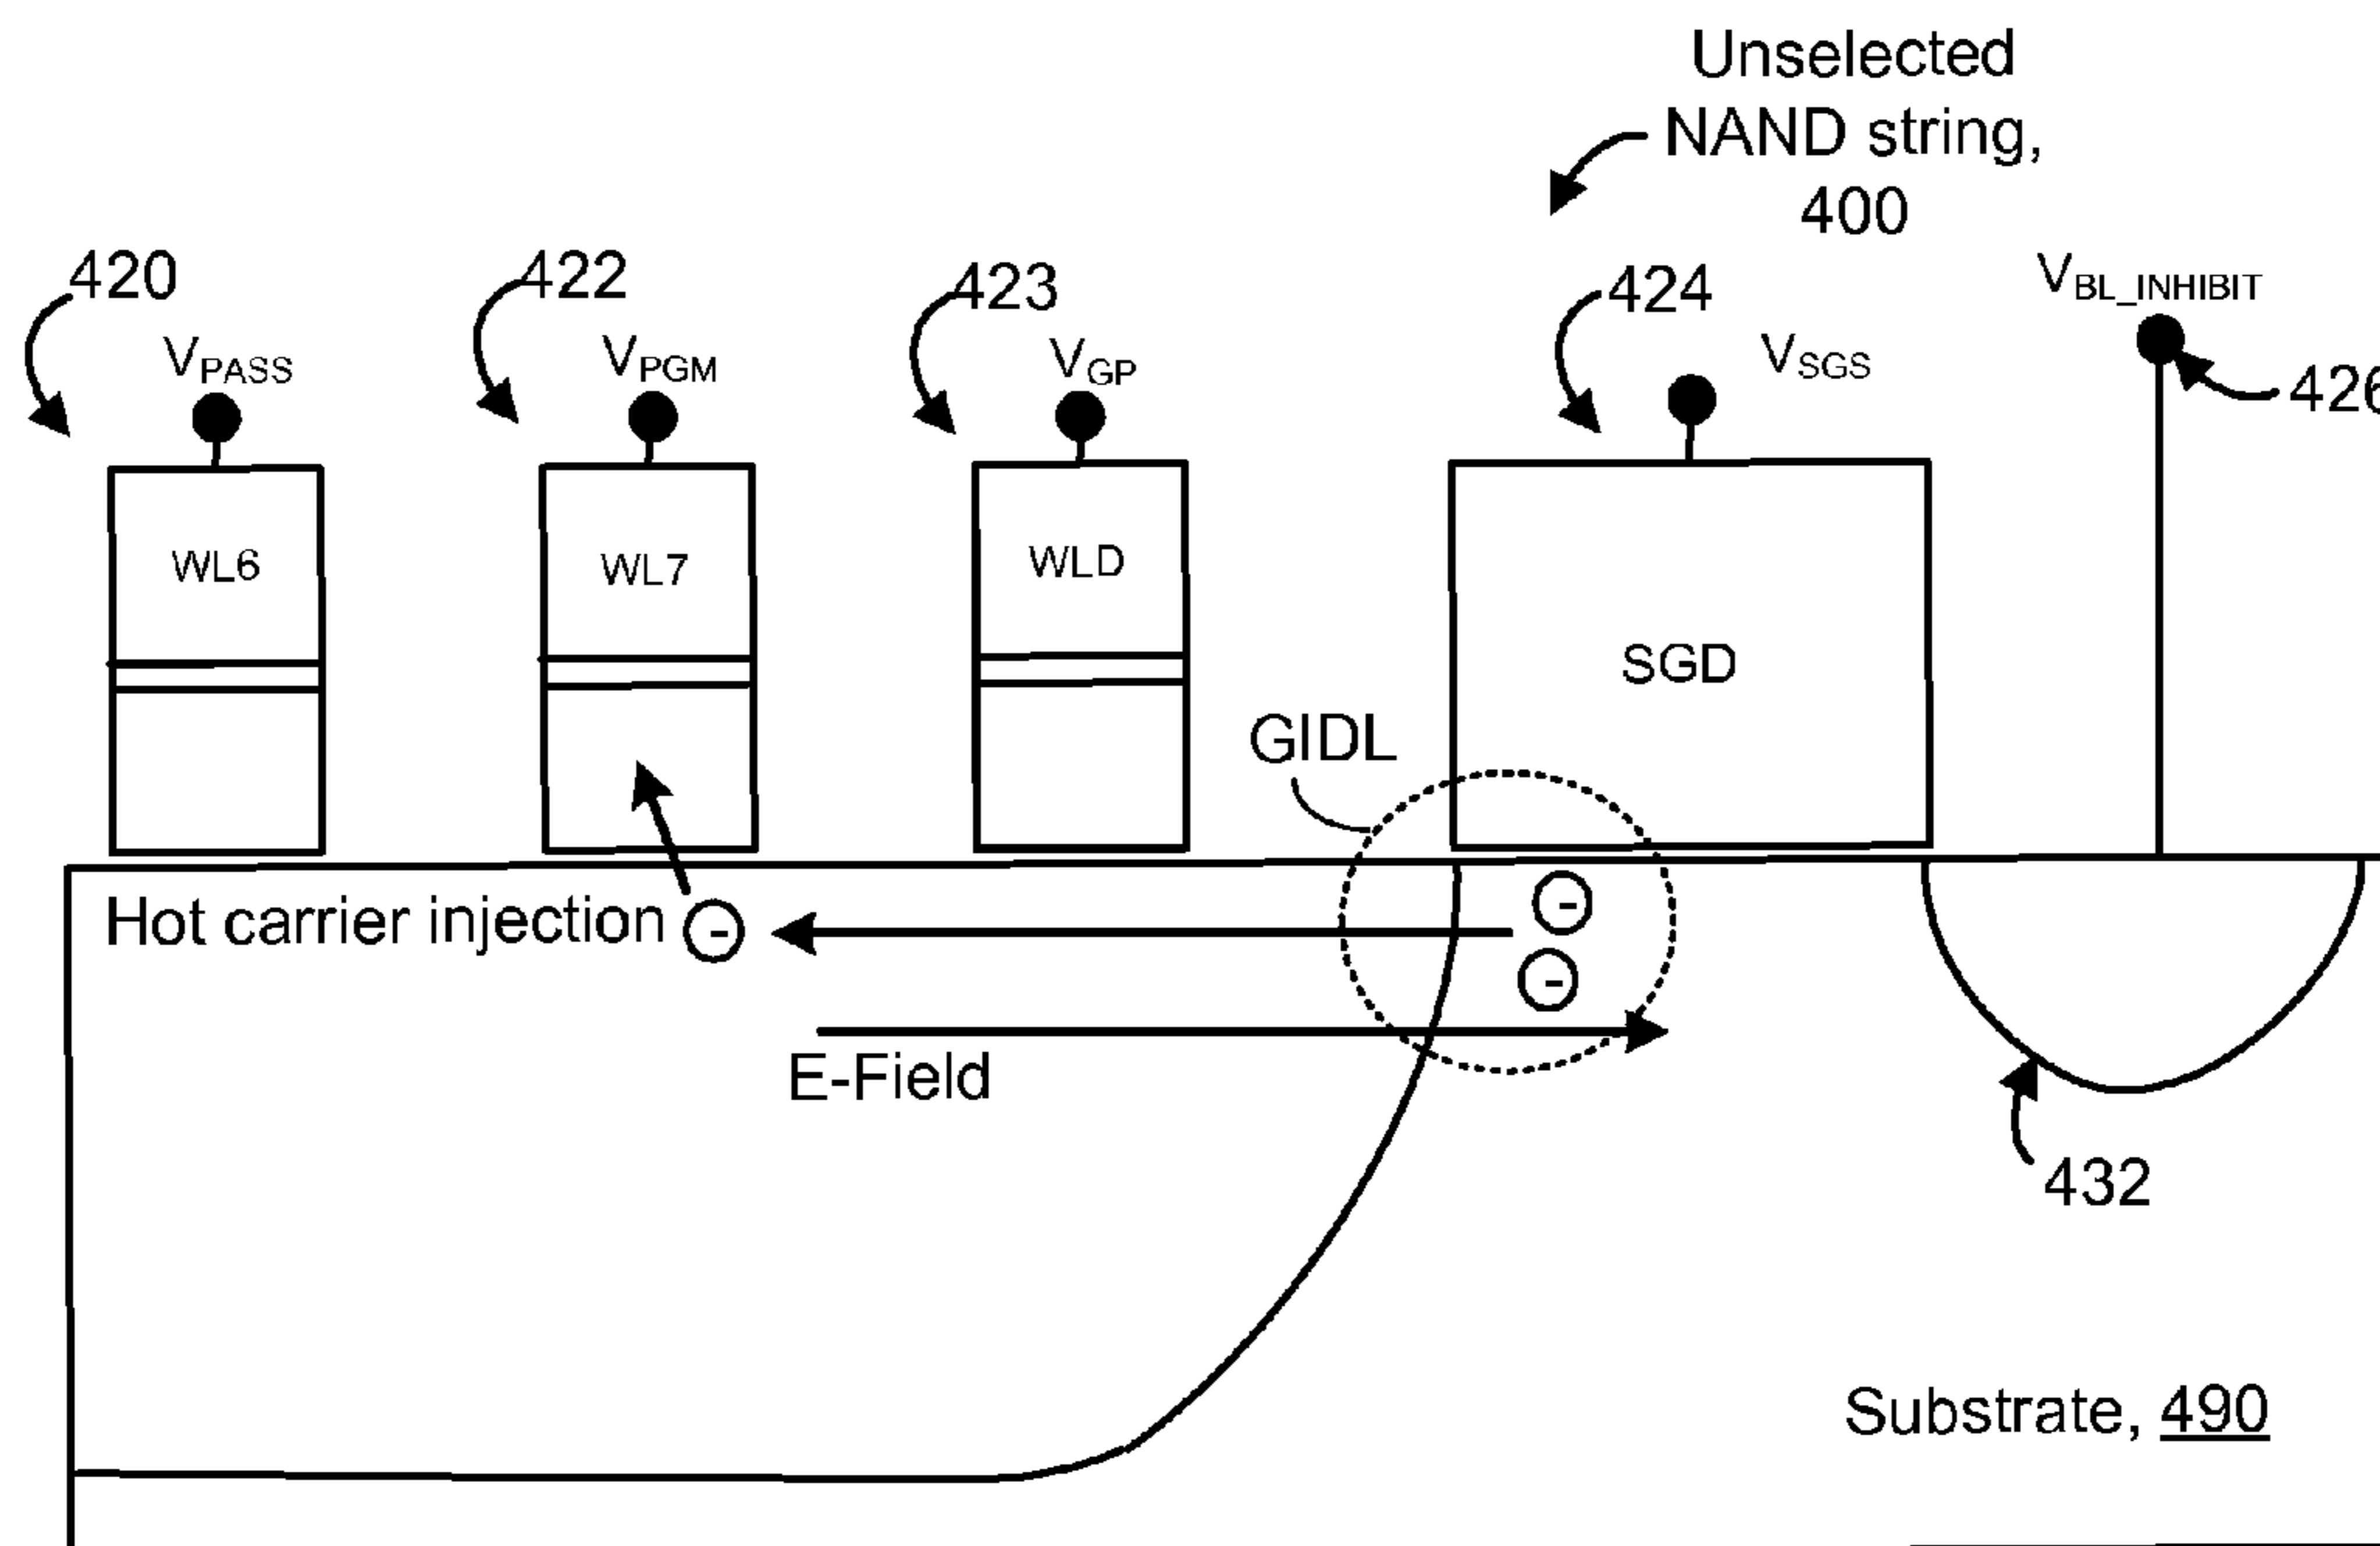 Unselected
NAND string,
400
420
422
423
424
V_BL_INHIBIT
V_PASS
V_PGM
V_GP
V_SGS
426
WL6
WL7
WLD
SGD
GIDL
Hot carrier injection
-
-
-
E-Field
432
Substrate, 490